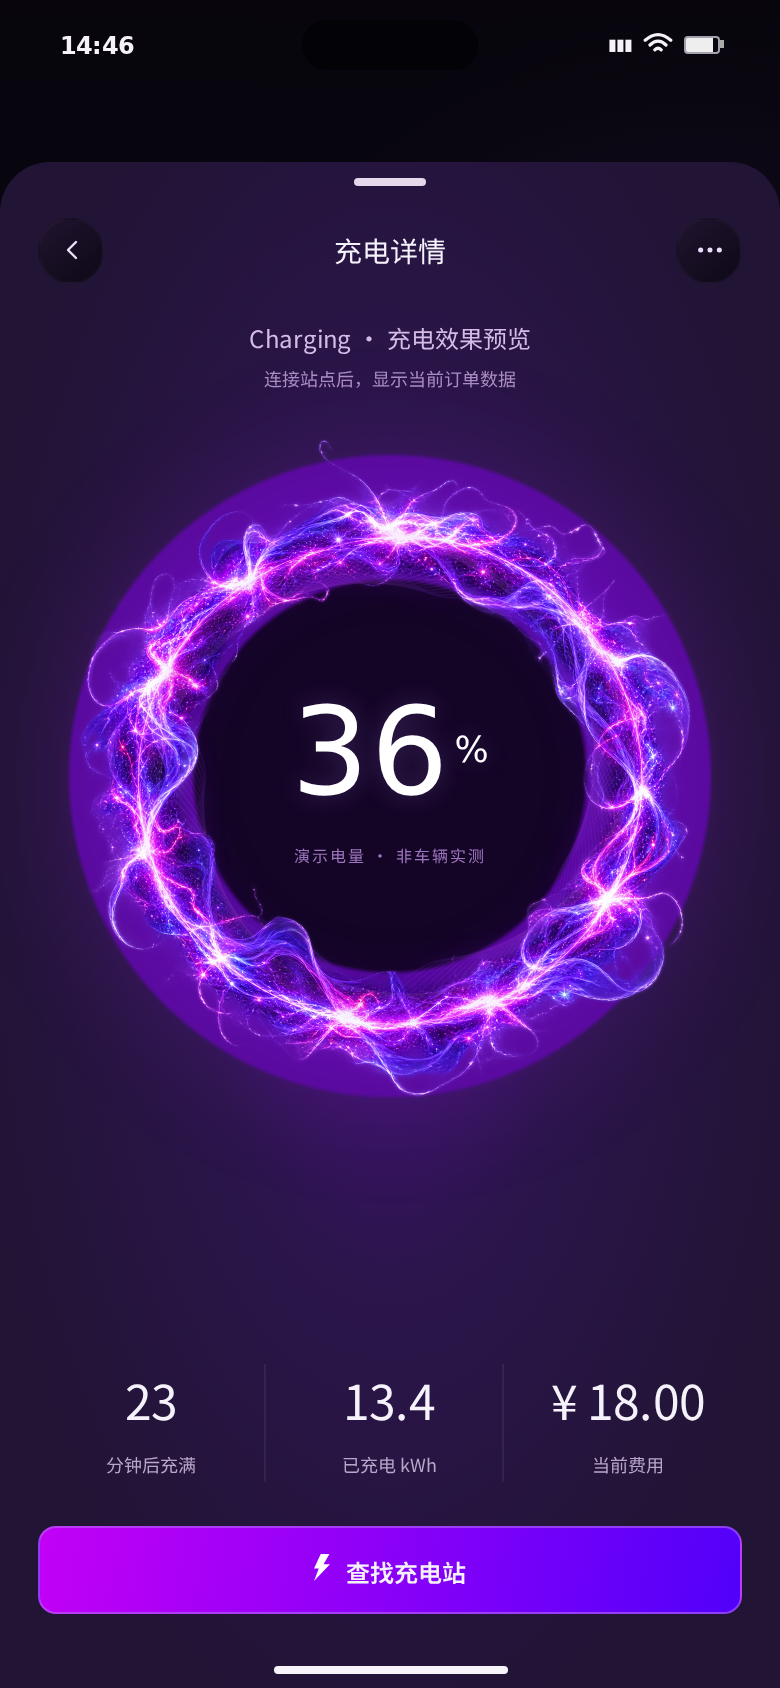 14:46
充电详情
Charging · 充电效果预览
连接站点后，显示当前订单数据
36%
演示电量 · 非车辆实测
23
分钟后充满
13.4
已充电 kWh
¥ 18.00
当前费用
查找充电站